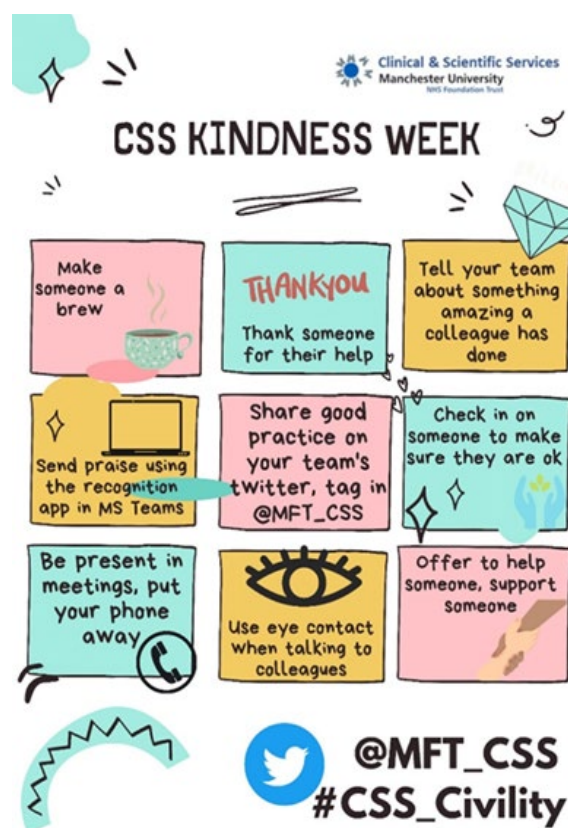 Clinical & Scientific Services
Manchester University
NHS Foundation Trust
CSS KINDNESS WEEK
Make
someone a
brew
THANKYOU
Thank someone
for their help
Tell your team
about something
amazing a
colleague has
done
Send praise using
the recognition
app in MS Teams
Share good
practice on
your team's
twitter, tag in
@MFT_CSS
Check in on
someone to make
sure they are ok
Be present in
meetings, put
your phone
away
Use eye contact
when talking to
colleagues
Offer to help
someone, support
someone
@MFT_CSS
#CSS_Civility